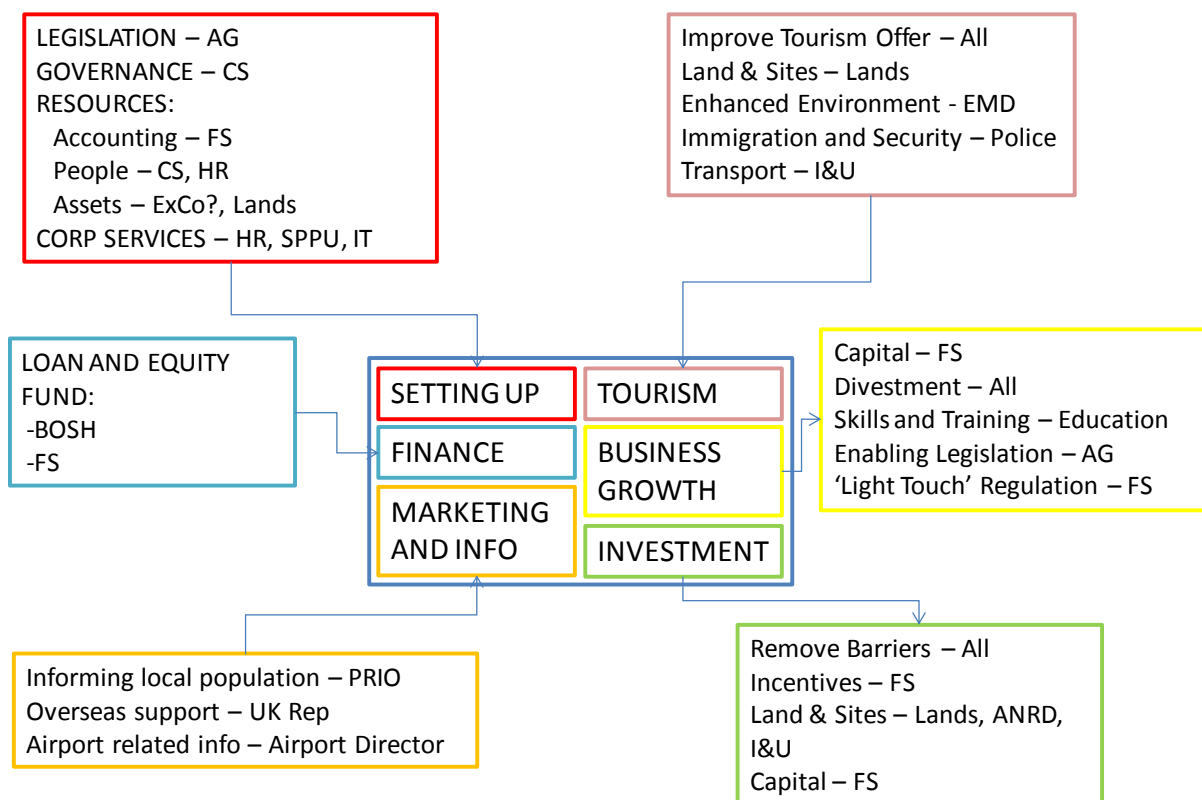 LEGISLATION – AG
GOVERNANCE – CS
RESOURCES:
Accounting – FS
People – CS, HR
Assets – ExCo?, Lands
CORP SERVICES – HR, SPPU, IT
Improve Tourism Offer – All
Land & Sites – Lands
Enhanced Environment - EMD
Immigration and Security – Police
Transport – I&U
LOAN AND EQUITY
FUND:
-BOSH
-FS
SETTING UP
FINANCE
MARKETING
AND INFO
TOURISM
BUSINESS
GROWTH
INVESTMENT
Capital – FS
Divestment – All
Skills and Training – Education
Enabling Legislation – AG
‘Light Touch’ Regulation – FS
Informing local population – PRIO
Overseas support – UK Rep
Airport related info – Airport Director
Remove Barriers – All
Incentives – FS
Land & Sites – Lands, ANRD,
I&U
Capital – FS